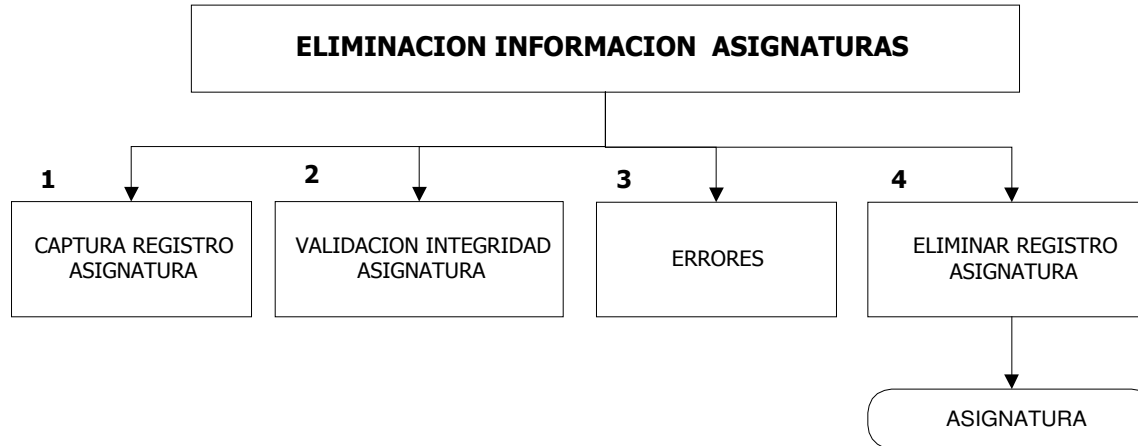 ELIMINACION INFORMACION ASIGNATURAS
1
2
3
4
CAPTURA REGISTRO
ASIGNATURA
VALIDACION INTEGRIDAD
ASIGNATURA
ERRORES
ELIMINAR REGISTRO
ASIGNATURA
ASIGNATURA